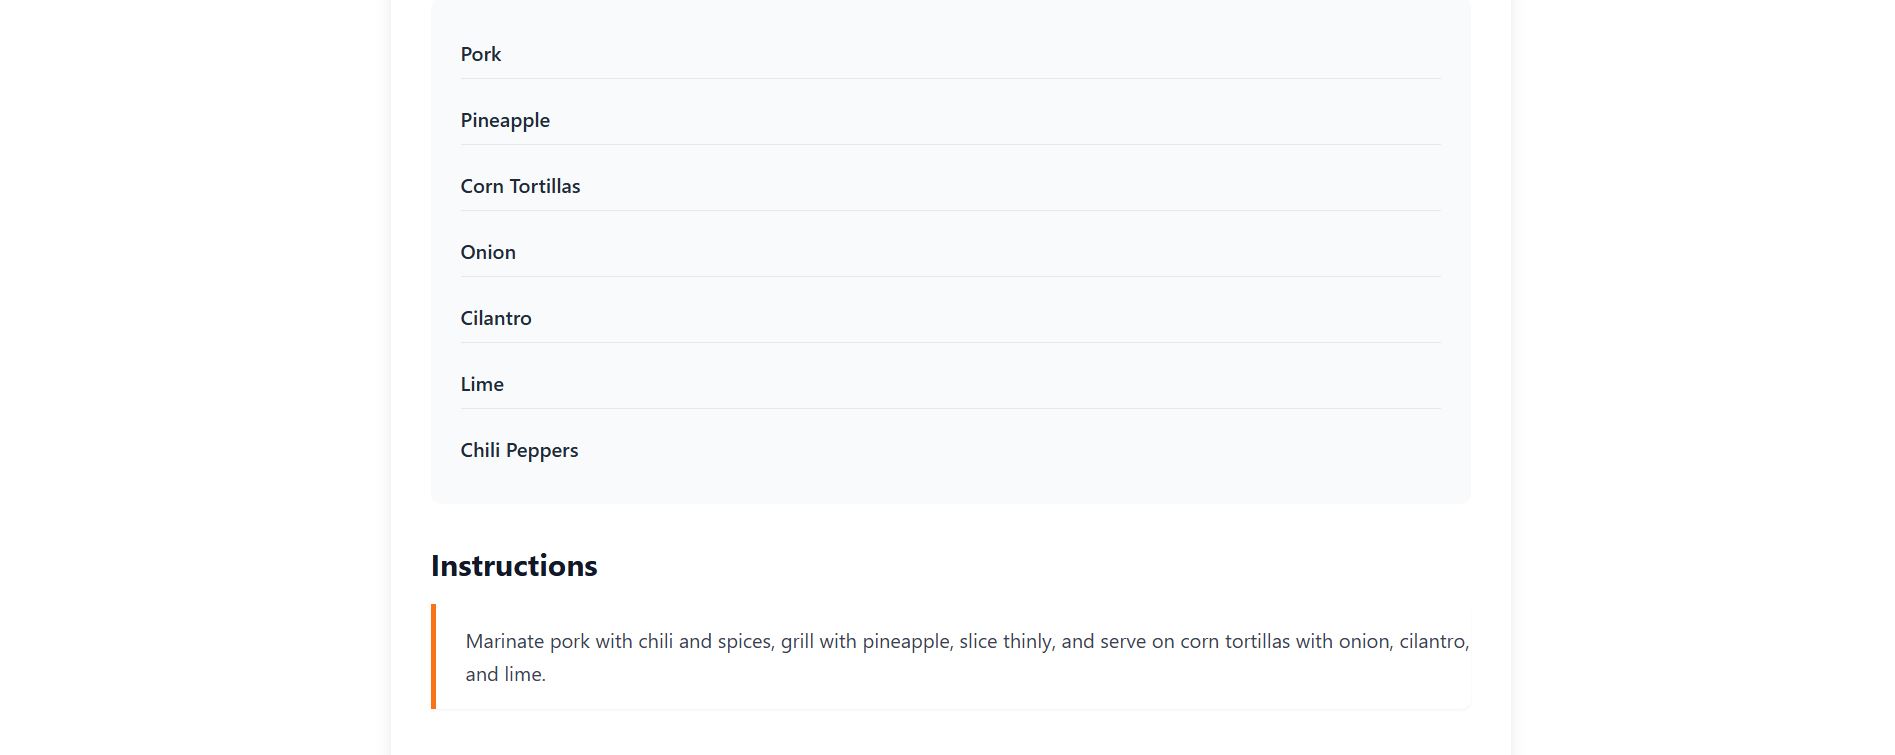 Pork
Pineapple
Corn Tortillas
Onion
Cilantro
Lime
Chili Peppers
Instructions
Marinate pork with chili and spices, grill with pineapple, slice thinly, and serve on corn tortillas with onion, cilantro,
and lime.